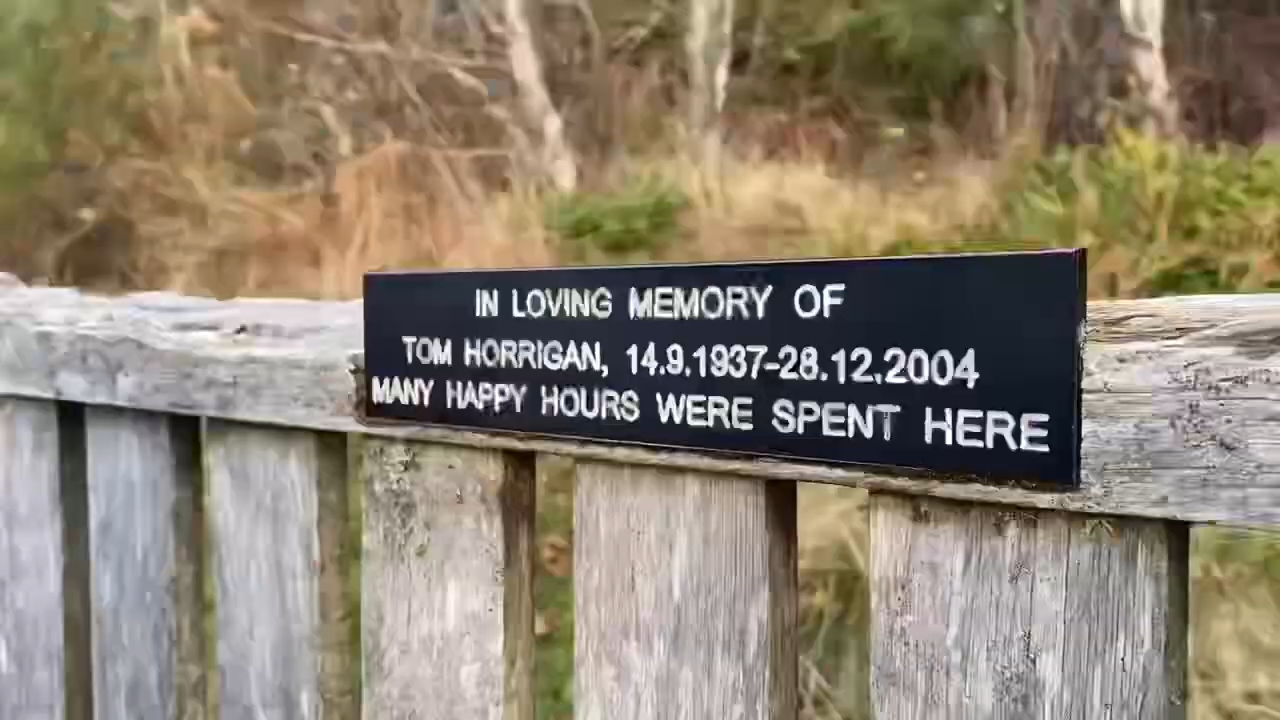 IN LOVING MEMORY OF
TOM HORRIGAN, 14.9.1937-28.12.2004
MANY HAPPY HOURS WERE SPENT HERE